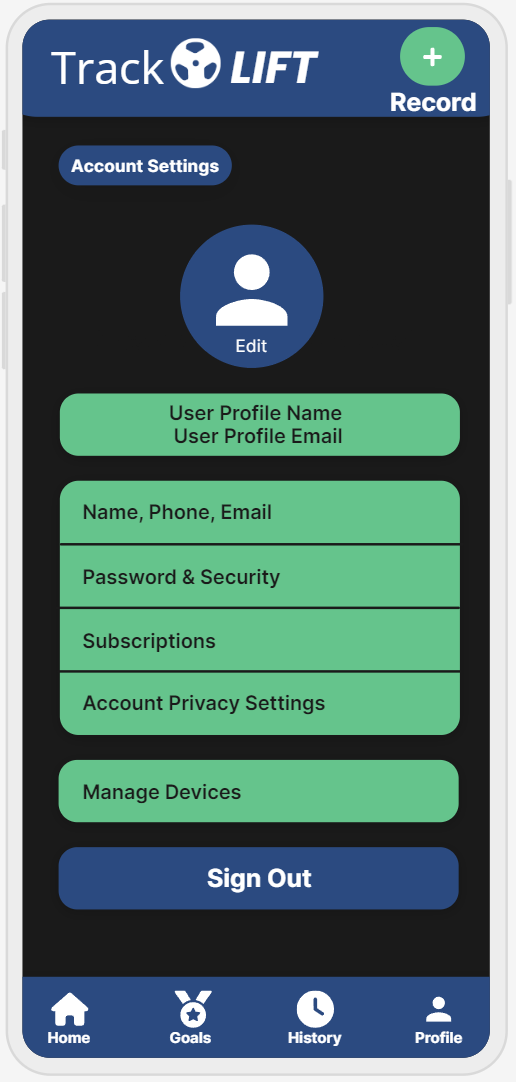 Track LIFT
+
Record
Account Settings
Edit
User Profile Name
User Profile Email
Name, Phone, Email
Password & Security
Subscriptions
Account Privacy Settings
Manage Devices
Sign Out
Home Goals History Profile